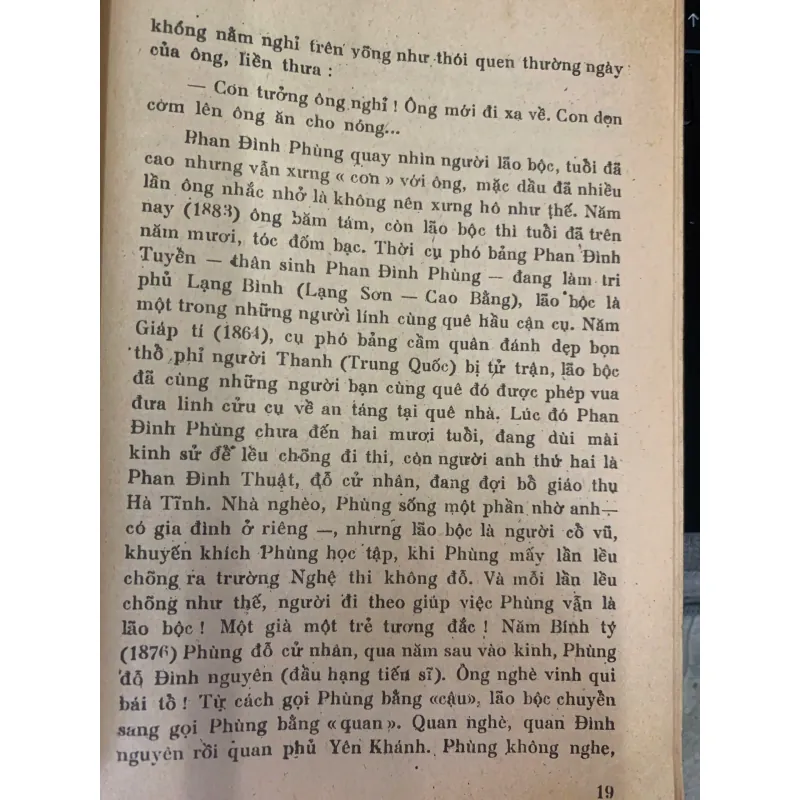 không nằm nghỉ trên yõng như thói quen thường ngày
của ông, liền thưa :
— Con tưởng ông nghỉ ! Ông mới đi xa về. Con dọn
cơm lên ông ăn cho nóng...
Phan Đình Phùng quay nhìn người lão bộc, tuổi đã
cao nhưng vẫn xưng « con » với ông, mặc dầu đã nhiều
lần ông nhắc nhở là không nên xưng hô như thế. Năm
nay (1883) ông băm tám, còn lão bộc thì tuổi đã trên
năm mươi, tóc đốm bạc. Thời cụ phó bảng Phan Đình
Tuyền — thân sinh Phan Đình Phùng — đang làm tri
phủ Lạng Bình (Lạng Sơn — Cao Bằng), lão bộc là
một trong những người lính cùng quê hầu cận cụ. Năm
Giáp tí (1864), cụ phó bảng cầm quân đánh dẹp bọn
thổ phỉ người Thanh (Trung Quốc) bị tử trận, lão bộc
đã cùng những người bạn cùng quê đó được phép vua
đưa linh cửu cụ về an táng tại quê nhà. Lúc đó Phan
Đình Phùng chưa đến hai mươi tuổi, đang dùi mài
kinh sử để lều chõng đi thi, còn người anh thứ hai là
Phan Đình Thuật, đỗ cử nhân, đang đợi bổ giáo thụ
Hà Tĩnh. Nhà nghèo, Phùng sống một phần nhờ anh—
có gia đình ở riêng —, nhưng lão bộc là người cổ vũ,
khuyến khích Phùng học tập, khi Phùng mấy lần lều
chõng ra trường Nghệ thi không đỗ. Và mỗi lần lều
chõng như thế, người đi theo giúp việc Phùng vẫn là
lão bộc ! Một già một trẻ tương đắc ! Năm Bính tý
(1876) Phùng đỗ cử nhân, qua năm sau vào kinh, Phùng
đỗ Đình nguyên (đầu hạng tiến sĩ). Ông nghè vinh qui
bái tổ ! Từ cách gọi Phùng bằng «cậu», lão bộc chuyển
sang gọi Phùng bằng « quan ». Quan nghè, quan Đình
nguyên rồi quan phủ Yên Khánh. Phùng không nghe,
19